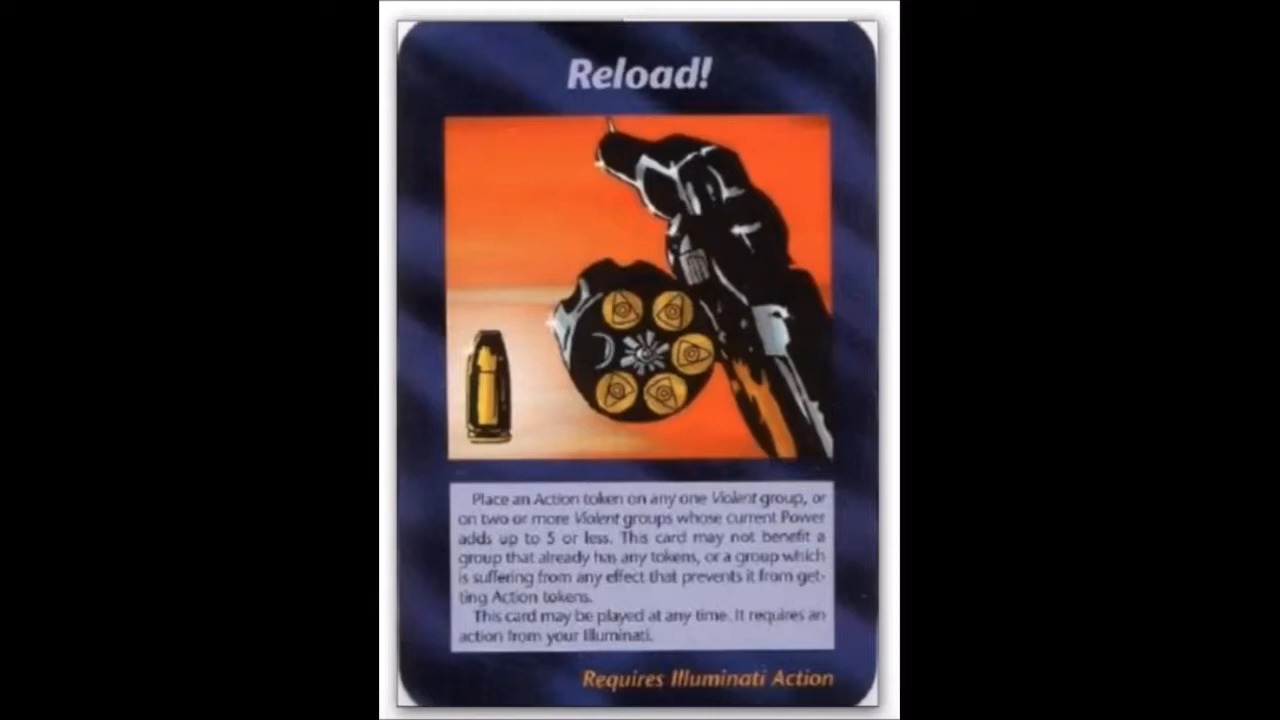 Reload!
Place an Action token on any one Violent group, or
on two or more Violent groups whose current Power
adds up to 5 or less. This card may not benefit a
group that already has any tokens, or a group which
is suffering from any effect that prevents it from get-
ting Action tokens.
This card may be played at any time. It requires an
action from your Illuminati.
Requires Illuminati Action